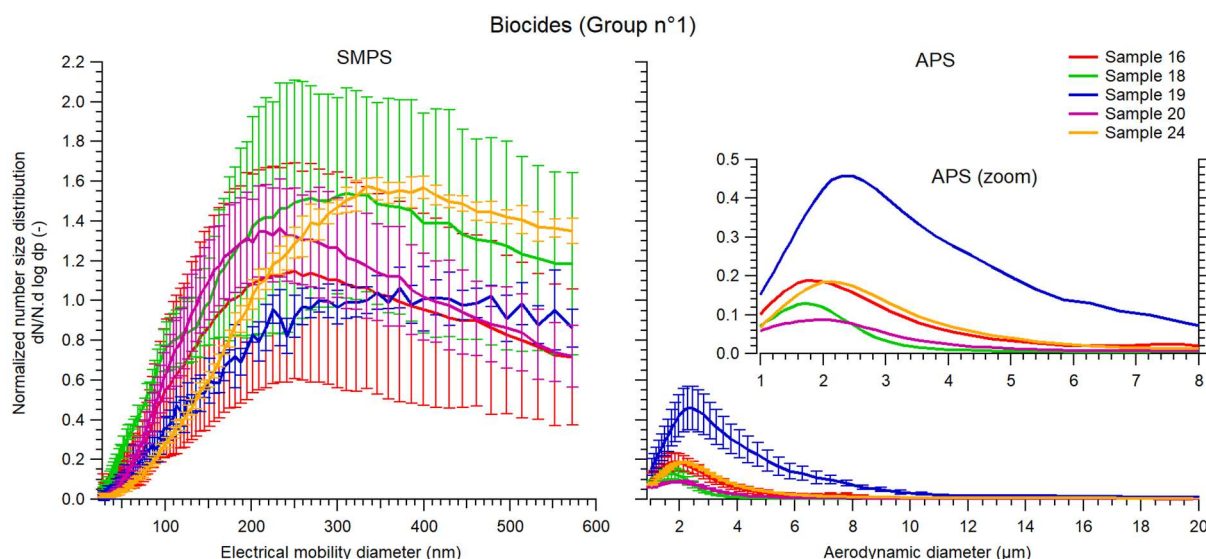 Biocides (Group n°1)
SMPS
APS
Sample 16
Sample 18
Sample 19
Sample 20
Sample 24
Normalized number size distribution
dN/N.d log dp (-)
2.2
2.0
1.8
1.6
1.4
1.2
1.0
0.8
0.6
0.4
0.2
0.0
100 200 300 400 500 600
Electrical mobility diameter (nm)
APS (zoom)
0.5
0.4
0.3
0.2
0.1
0.0
1 2 3 4 5 6 7 8
2 4 6 8 10 12 14 16 18 20
Aerodynamic diameter (µm)